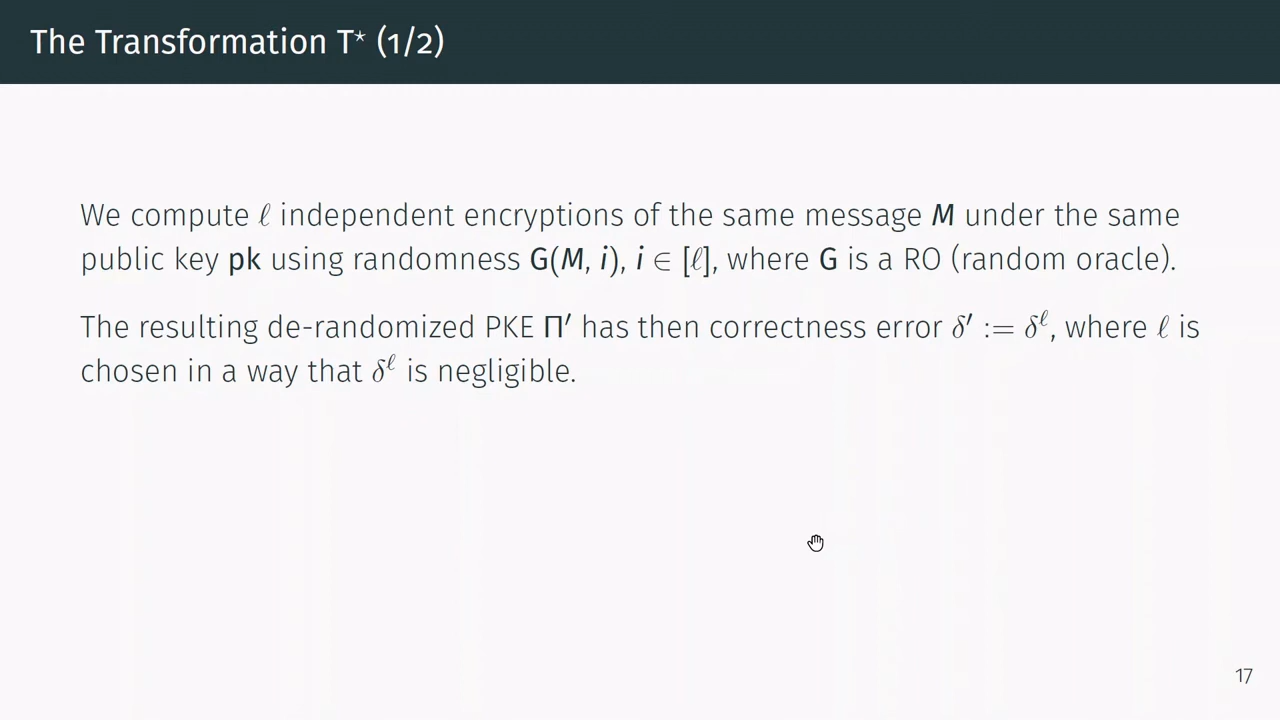 The Transformation T⋆ (1/2)
We compute ℓ independent encryptions of the same message M under the same
public key pk using randomness G(M, i), i ∈ [ℓ], where G is a RO (random oracle).
The resulting de-randomized PKE Π′ has then correctness error δ′ := δ^ℓ, where ℓ is
chosen in a way that δ^ℓ is negligible.
17